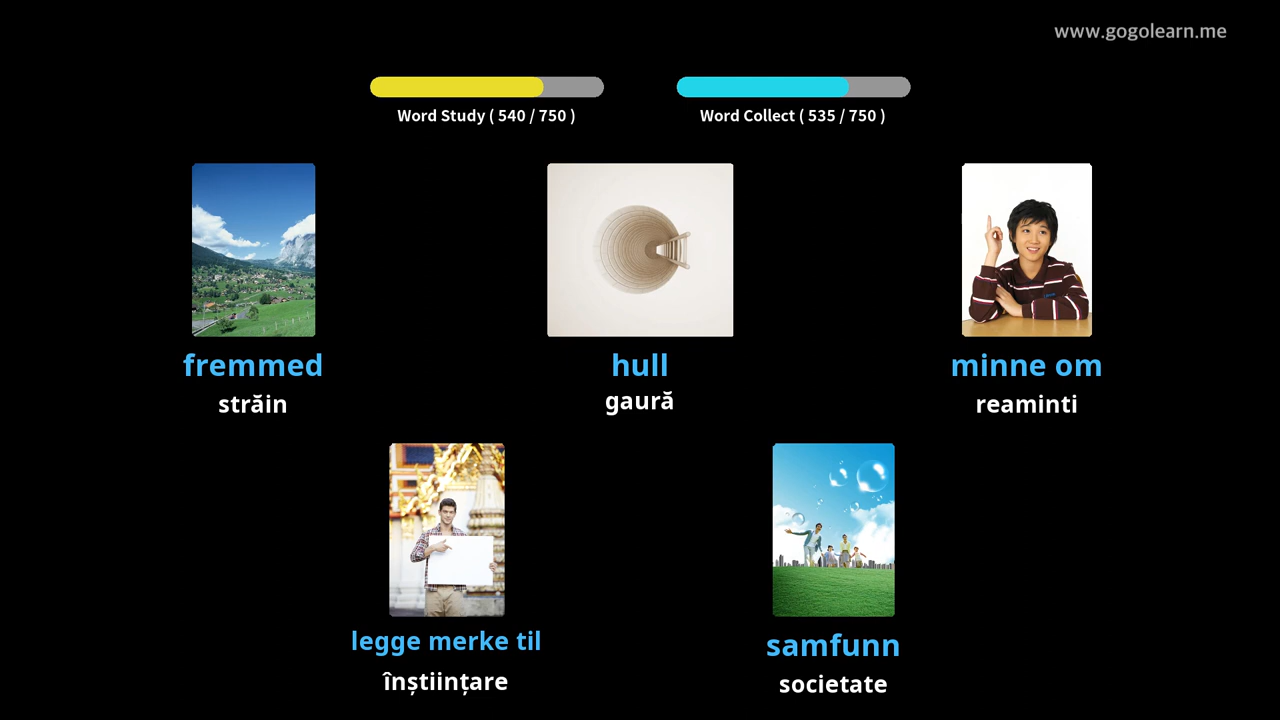 www.gogolearn.me
Word Study ( 540 / 750 )
Word Collect ( 535 / 750 )
fremmed
străin
hull
gaură
minne om
reaminti
legge merke til
înștiințare
samfunn
societate